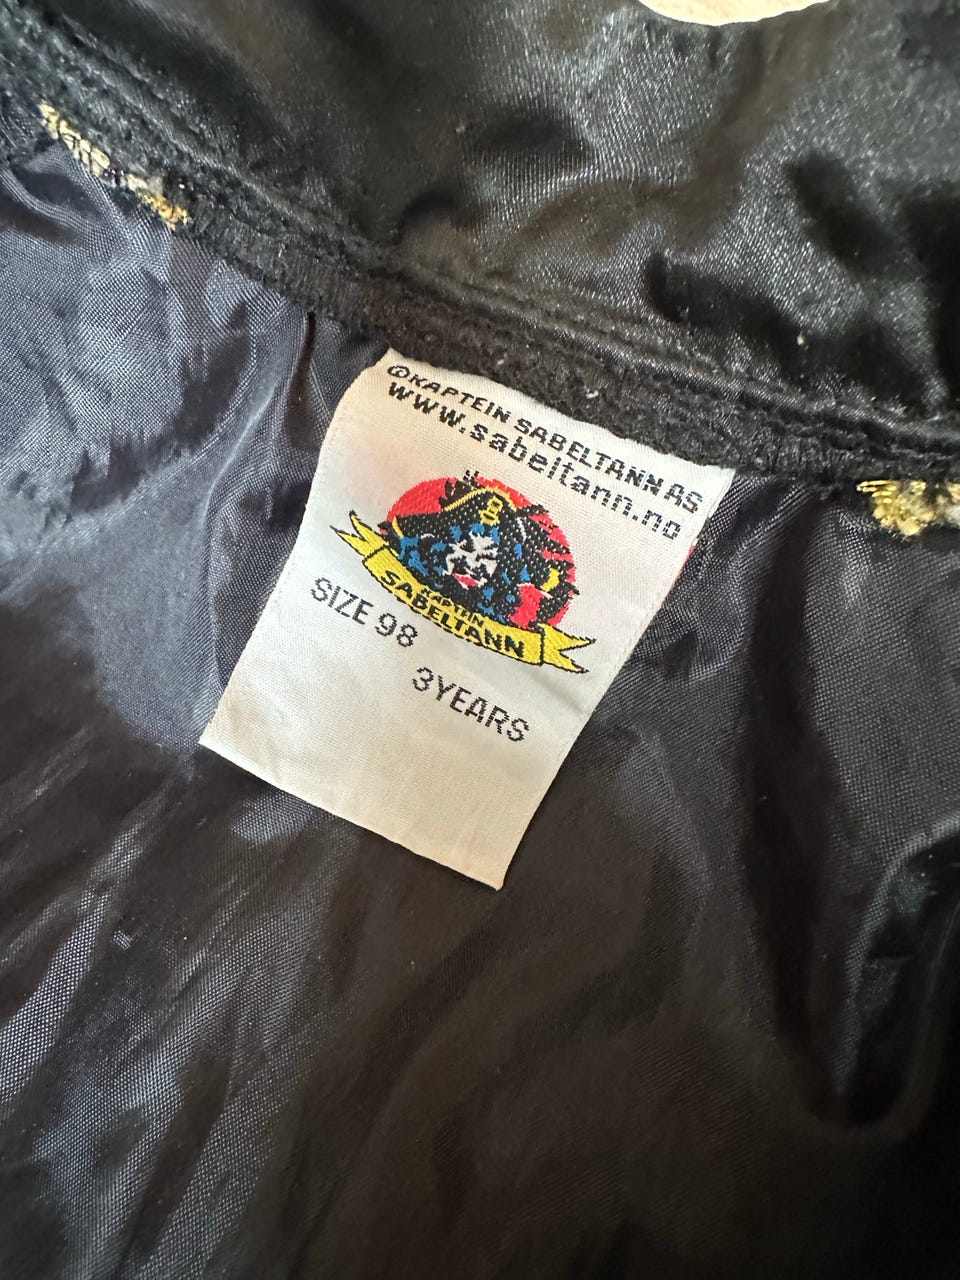 ©KAPTEIN SABELTANN AS
www.sabeltann.no
KAPTEIN
SABELTANN
SIZE 98
3YEARS